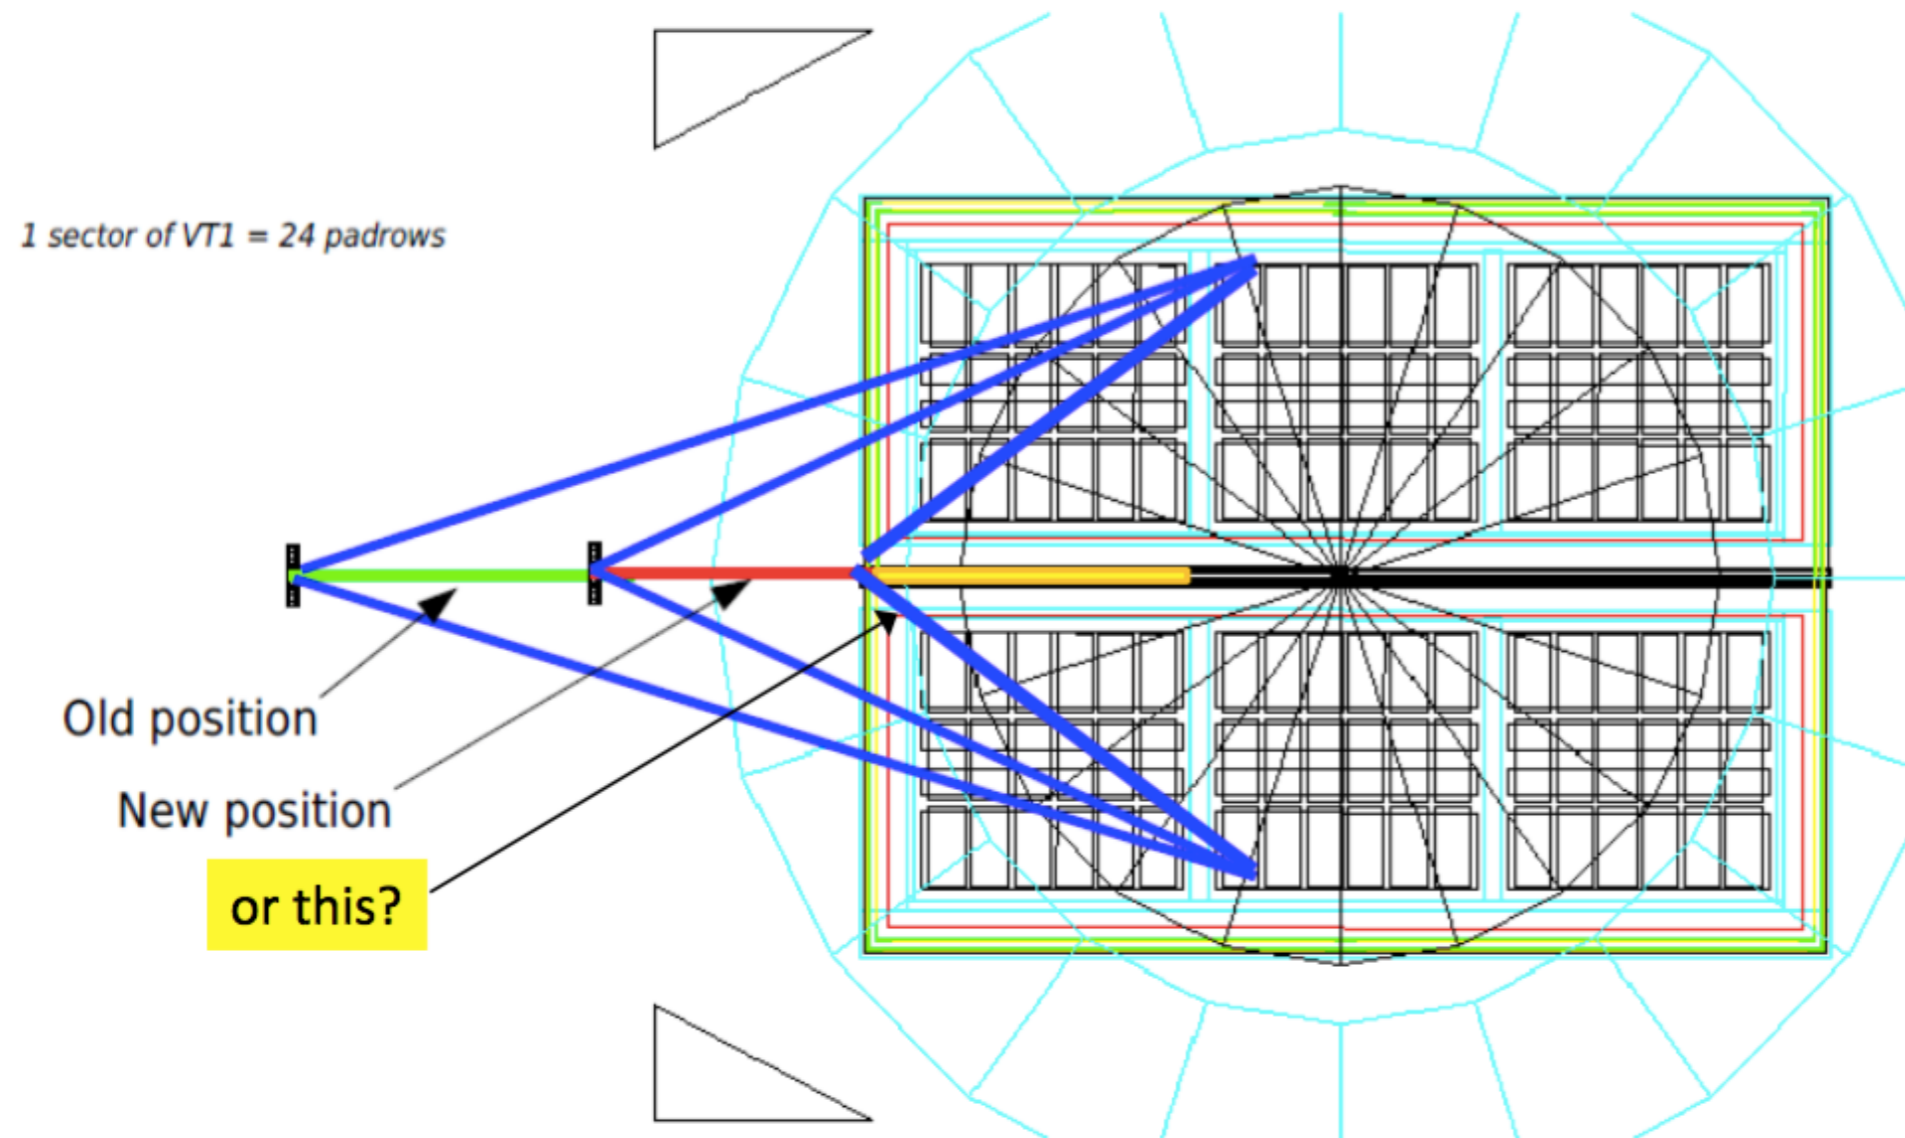 1 sector of VT1 = 24 padrows
Old position
New position
or this?